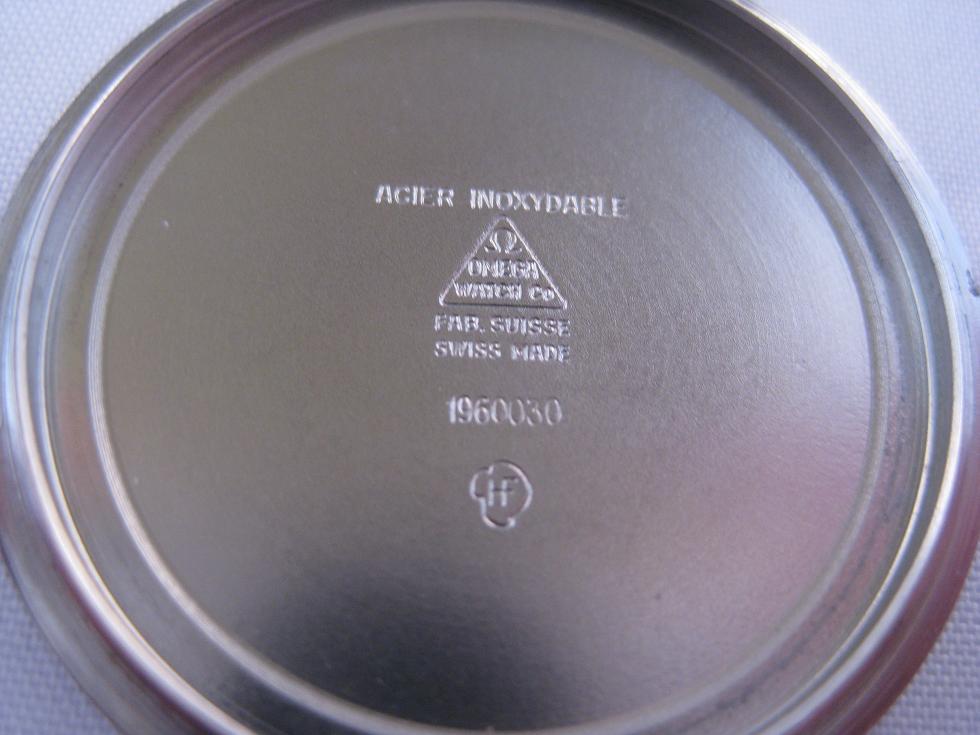 ACIER INOXYDABLE
Ω
OMEGA
WATCH Co
FAB. SUISSE
SWISS MADE
1960030
HF